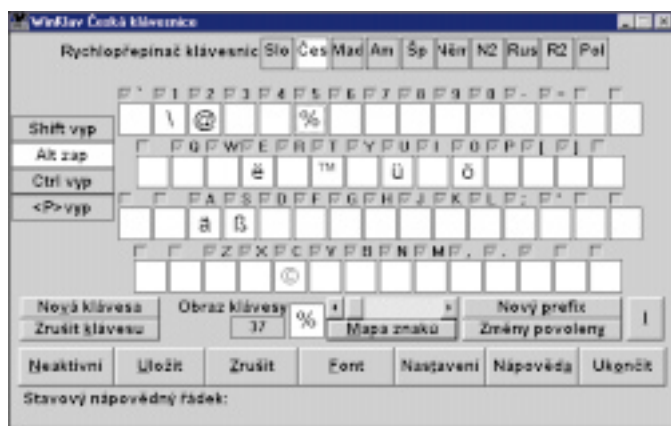 WinKlav Česká klávesnice
Rychlopřepínač klávesnic Slo Čes Mad Am Šp Něm N2 Rus R2 Pol
` 1 2 3 4 5 6 7 8 9 0 - =
\ @ %
Shift vyp
Q W E R T Y U I O P [ ]
Alt zap
ë ™ ü ö
Ctrl vyp
A S D F G H J K L ; '
<P> vyp
ä ß
Z X C V B N M , .
©
Nová klávesa Obraz klávesy Nový prefix
Zrušit klávesu 37 % Mapa znaků Změny povoleny I
Neaktivní Uložit Zrušit Font Nastavení Nápověda Ukončit
Stavový nápovědný řádek: